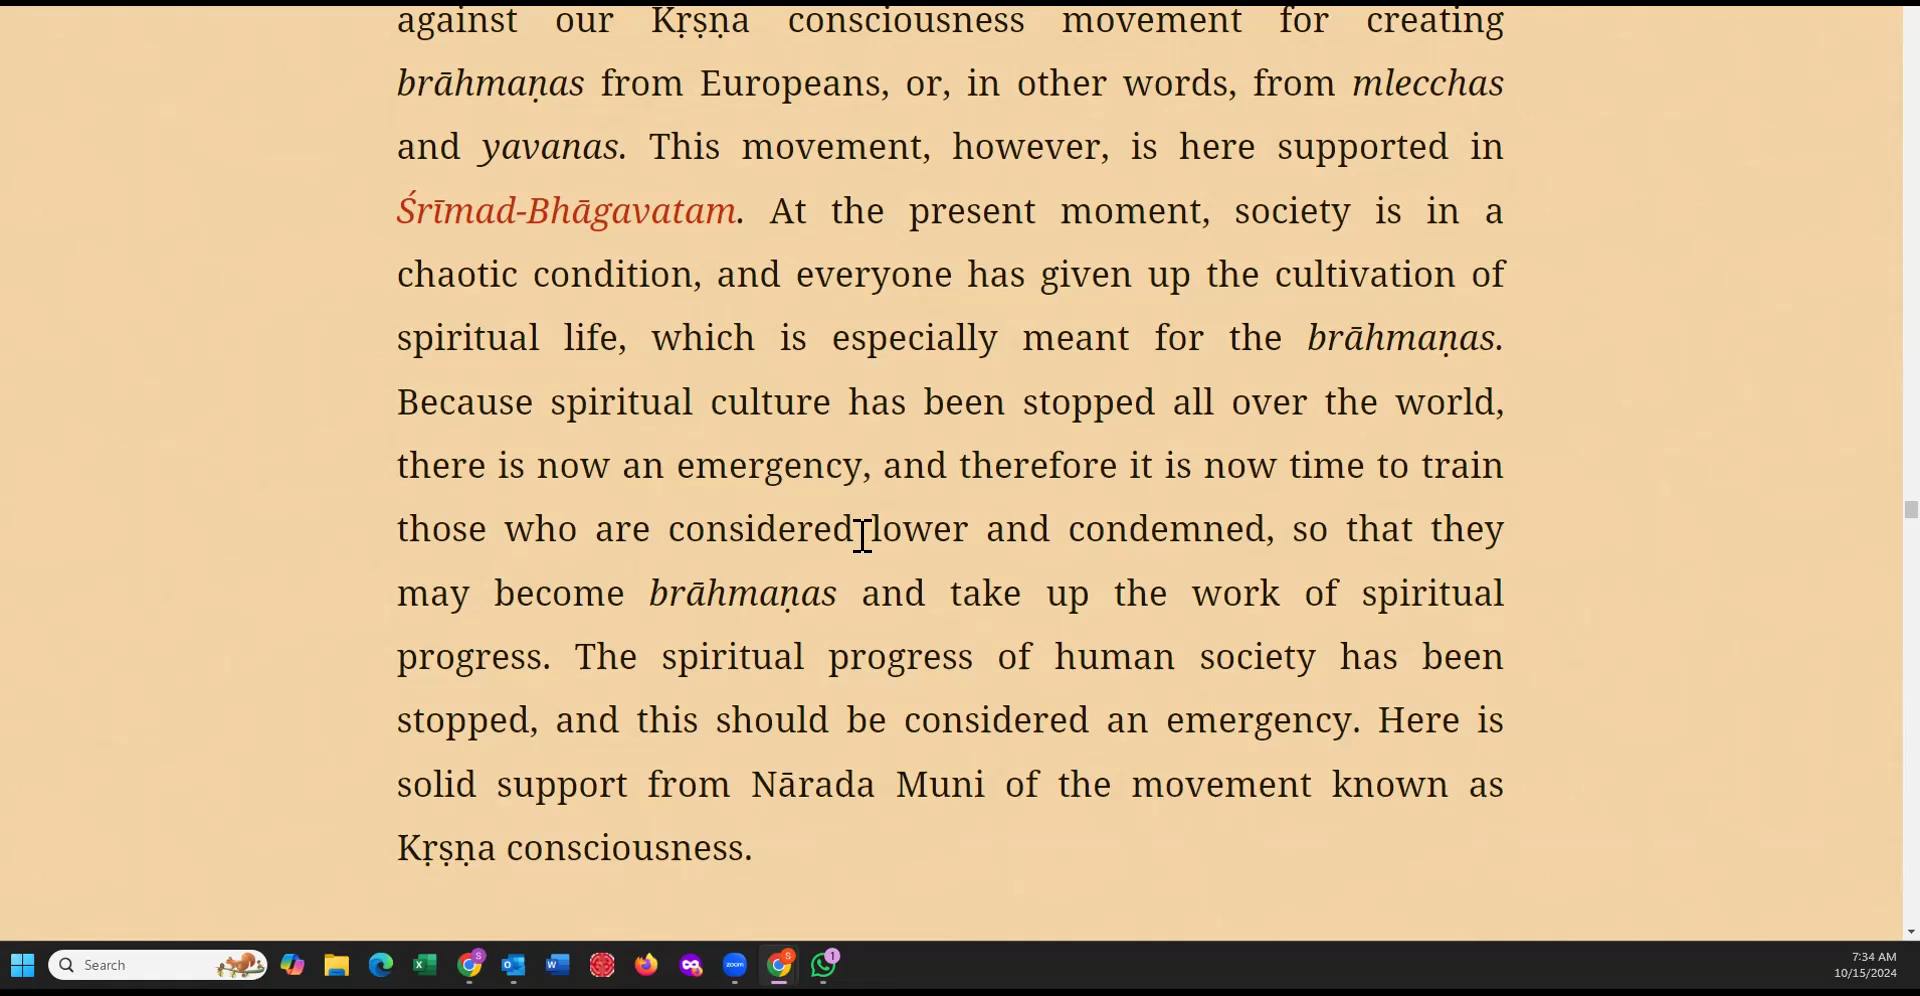 against our Kṛṣṇa consciousness movement for creating
brāhmaṇas from Europeans, or, in other words, from mlecchas
and yavanas. This movement, however, is here supported in
Śrīmad-Bhāgavatam. At the present moment, society is in a
chaotic condition, and everyone has given up the cultivation of
spiritual life, which is especially meant for the brāhmaṇas.
Because spiritual culture has been stopped all over the world,
there is now an emergency, and therefore it is now time to train
those who are considered lower and condemned, so that they
may become brāhmaṇas and take up the work of spiritual
progress. The spiritual progress of human society has been
stopped, and this should be considered an emergency. Here is
solid support from Nārada Muni of the movement known as
Kṛṣṇa consciousness.
Search
S
zoom
S
1
7:34 AM
10/15/2024